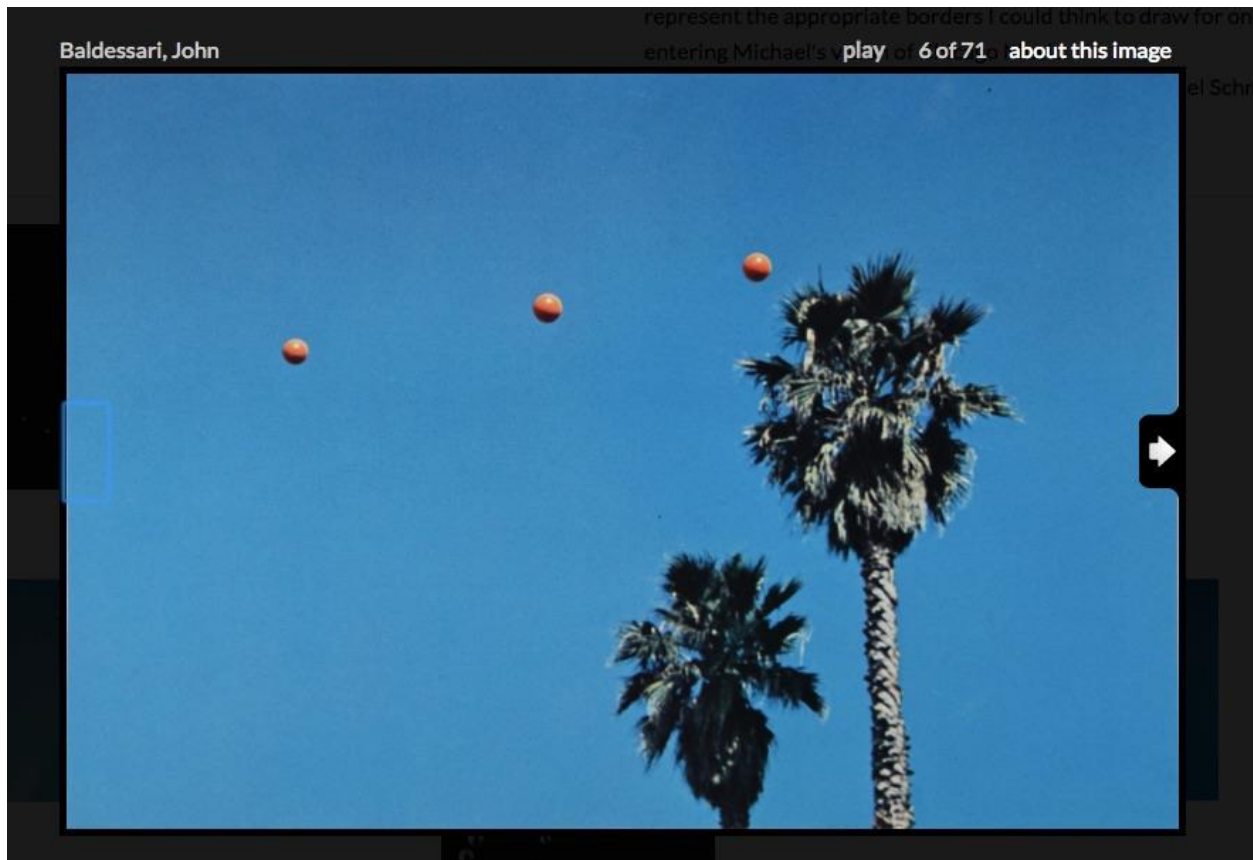 represent the appropriate borders I could think to draw for
Baldessari, John
play 6 of 71 about this image
entering Michael's